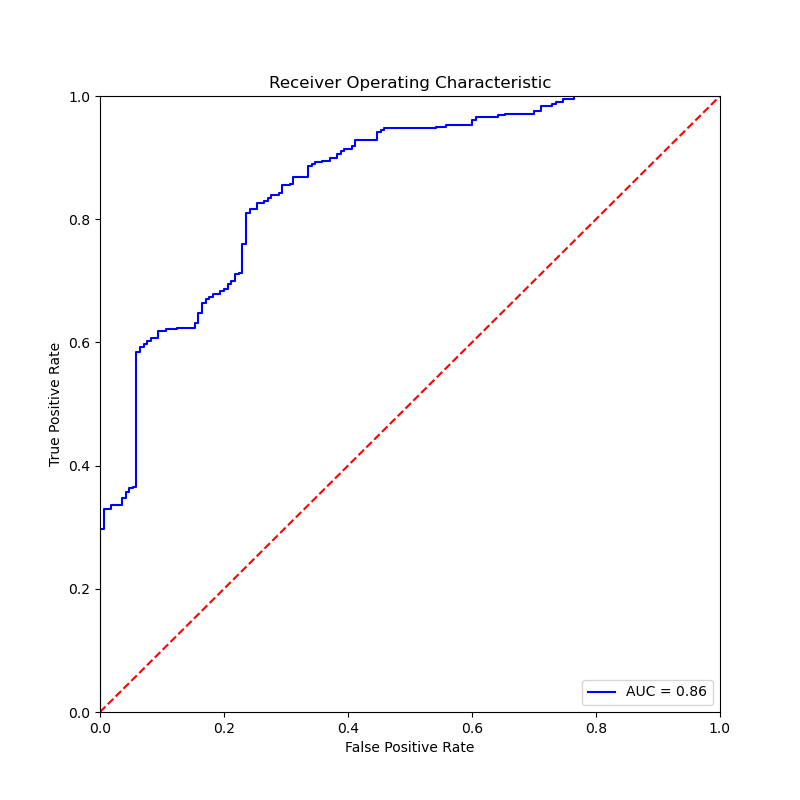 Receiver Operating Characteristic
True Positive Rate
1.0
0.8
0.6
0.4
0.2
0.0
AUC = 0.86
0.0 0.2 0.4 0.6 0.8 1.0
False Positive Rate